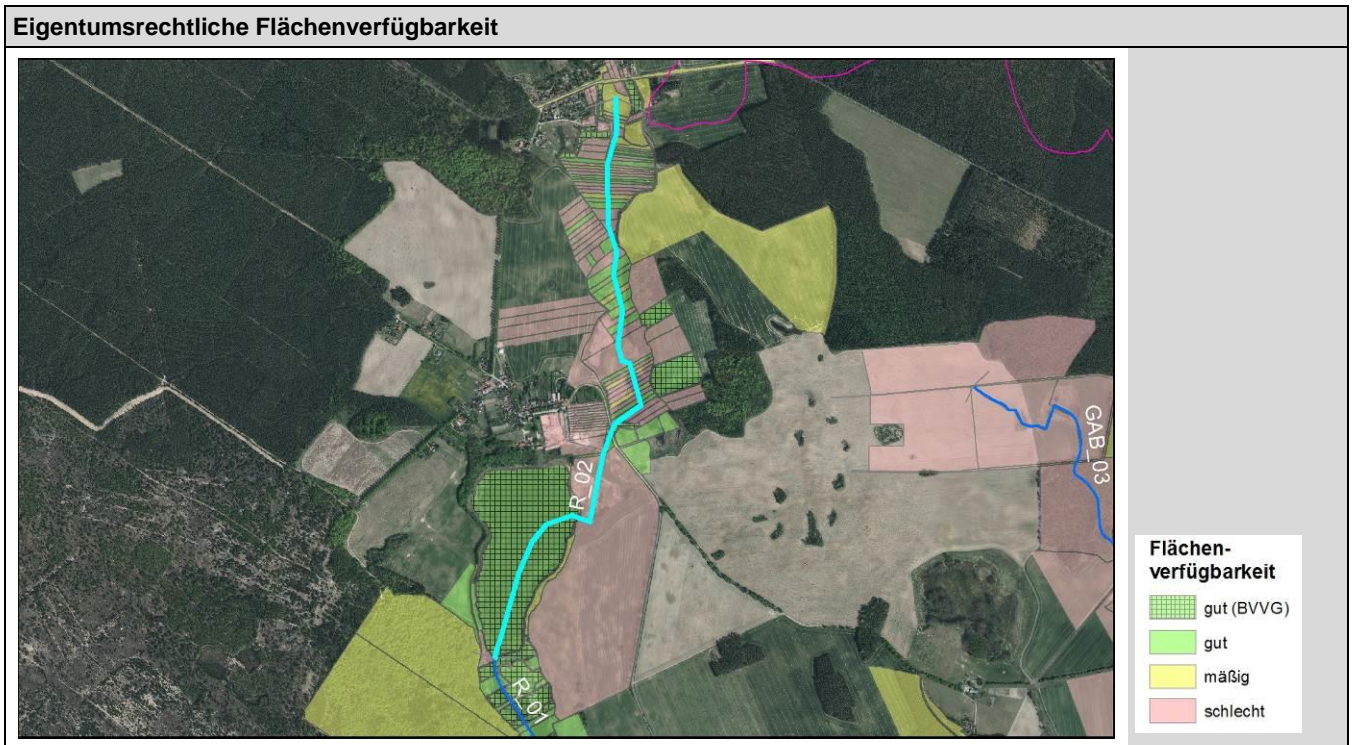 Eigentumsrechtliche Flächenverfügbarkeit
R_02
R_01
GAB_03
Flächen-
verfügbarkeit
gut (BVVG)
gut
mäßig
schlecht